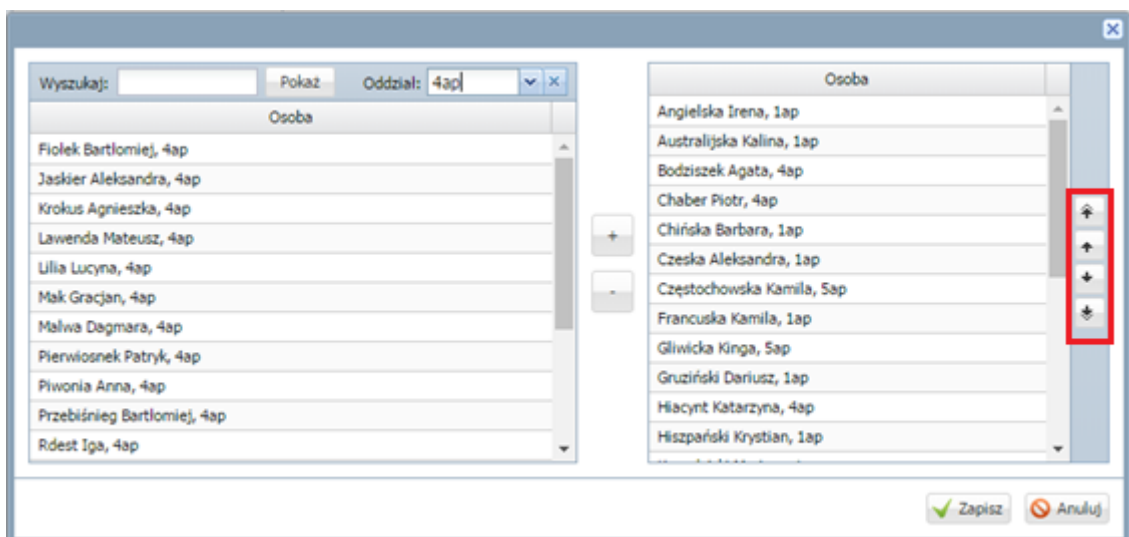 Wyszukaj: Pokaż Oddział: 4ap
Osoba
Fiołek Bartłomiej, 4ap
Jaskier Aleksandra, 4ap
Krokus Agnieszka, 4ap
Lawenda Mateusz, 4ap
Lilia Lucyna, 4ap
Mak Gracjan, 4ap
Malwa Dagmara, 4ap
Pierwiosnek Patryk, 4ap
Piwonia Anna, 4ap
Przebiśnieg Bartłomiej, 4ap
Rdest Iga, 4ap
+
-
Osoba
Angielska Irena, 1ap
Australijska Kalina, 1ap
Bodziszek Agata, 4ap
Chaber Piotr, 4ap
Chińska Barbara, 1ap
Czeska Aleksandra, 1ap
Częstochowska Kamila, 5ap
Francuska Kamila, 1ap
Gliwicka Kinga, 5ap
Gruziński Dariusz, 1ap
Hiacynt Katarzyna, 4ap
Hiszpański Krystian, 1ap
Zapisz Anuluj